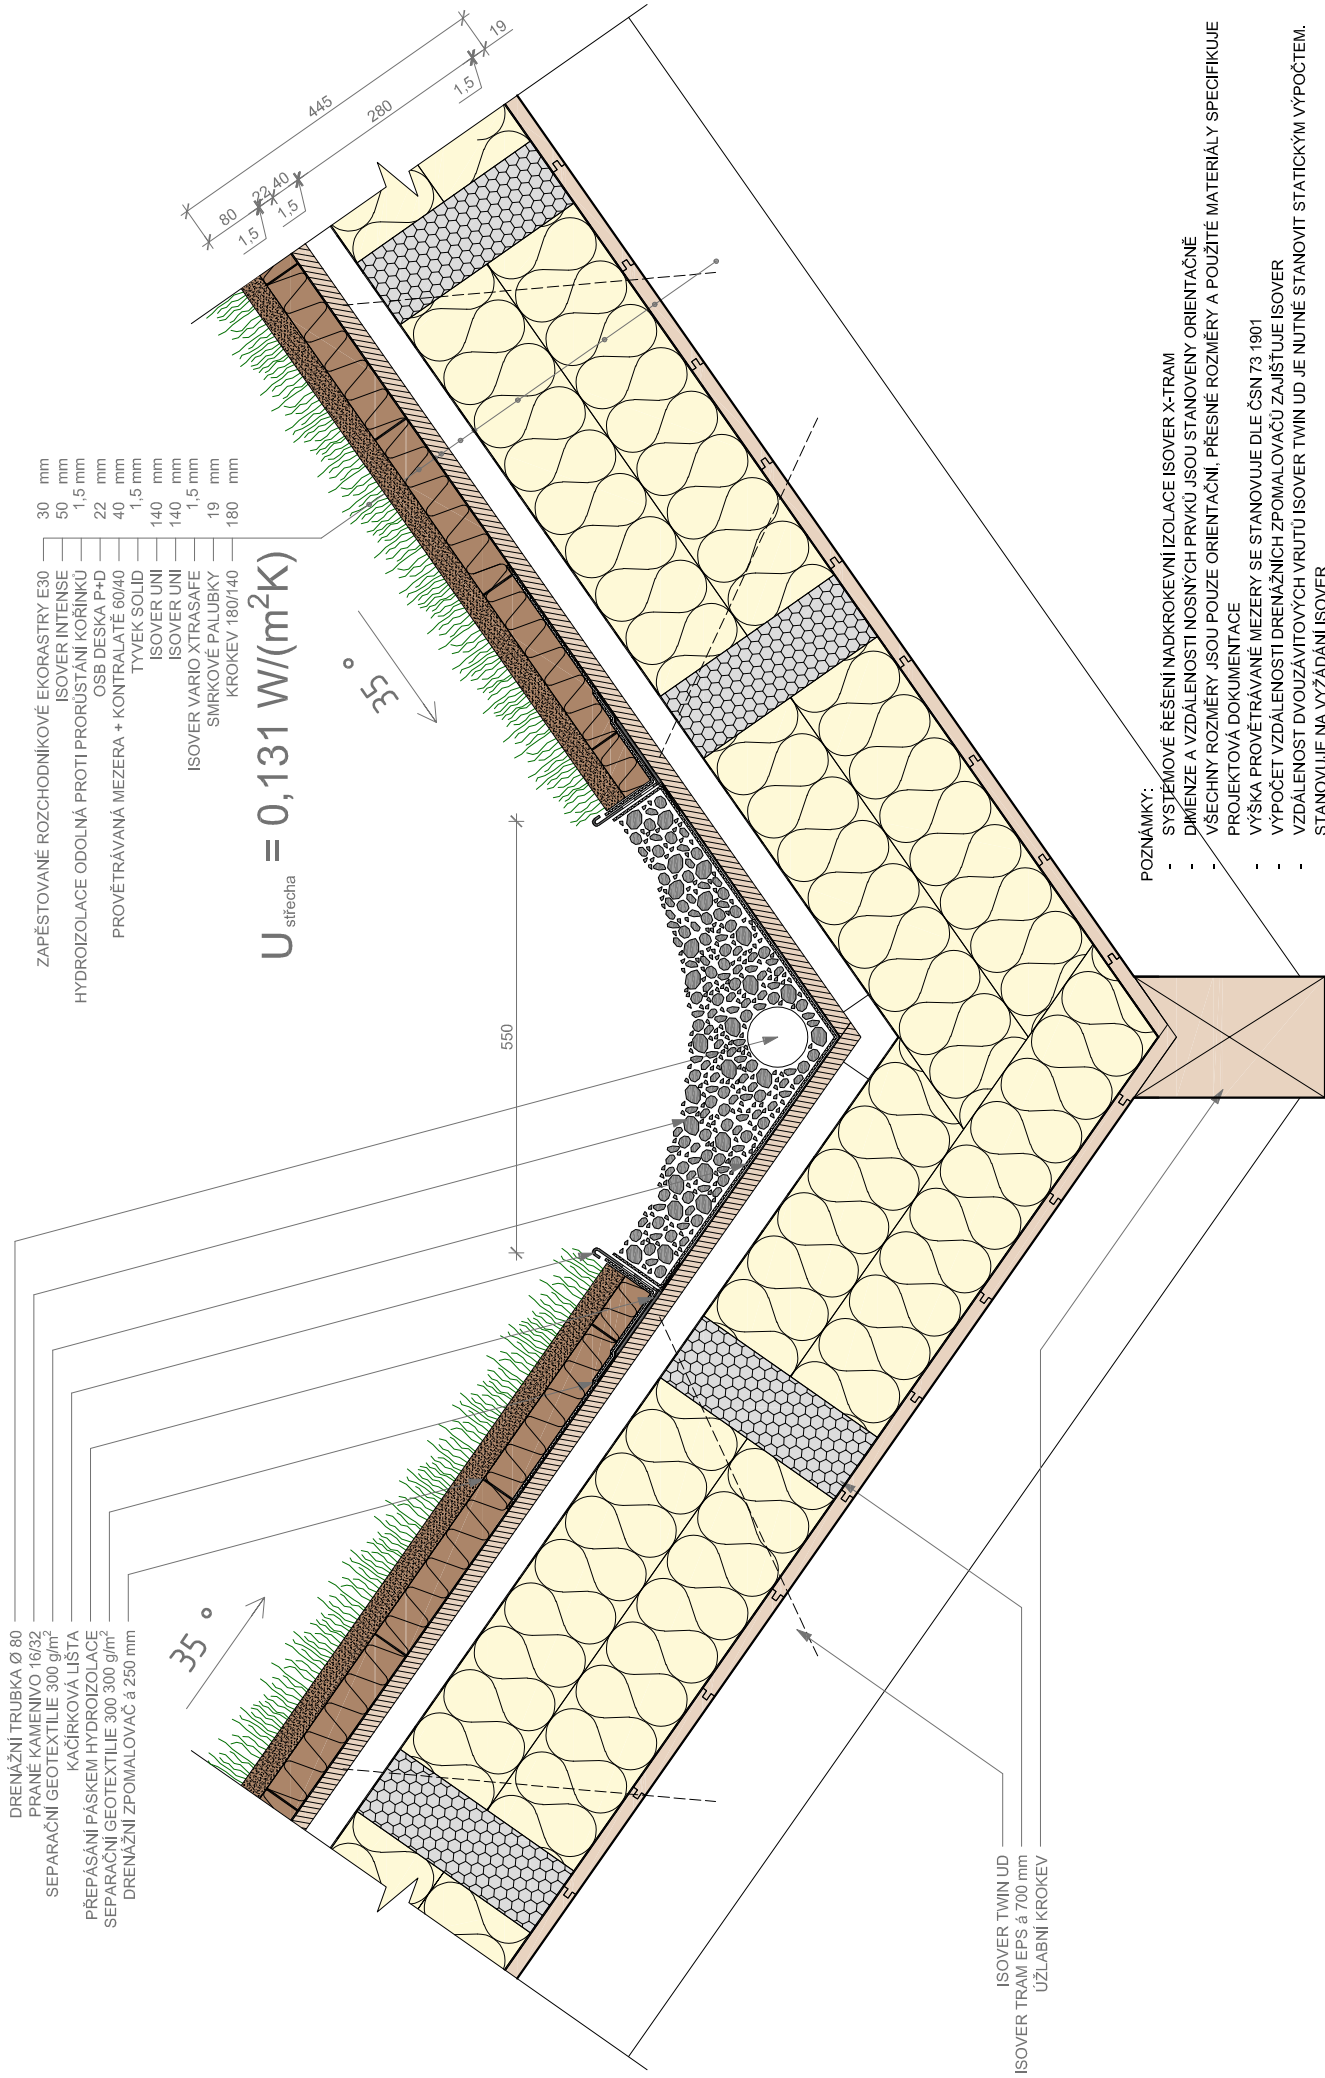 DRENÁŽNÍ TRUBKA Ø 80
PRANÉ KAMENIVO 16/32
SEPARAČNÍ GEOTEXTILIE 300 g/m²
KAČÍRKOVÁ LIŠTA
PŘEPÁSÁNÍ PÁSKEM HYDROIZOLACE
SEPARAČNÍ GEOTEXTILIE 300 300 g/m²
DRENÁŽNÍ ZPOMALOVAČ á 250 mm
35 °
ZAPĚSTOVANÉ ROZCHODNÍKOVÉ EKORASTRY E30 30 mm
ISOVER INTENSE 50 mm
HYDROIZOLACE ODOLNÁ PROTI PRORŮSTÁNÍ KOŘÍNKŮ 1,5 mm
OSB DESKA P+D 22 mm
PROVĚTRÁVANÁ MEZERA + KONTRALATĚ 60/40 40 mm
TYVEK SOLID 1,5 mm
ISOVER UNI 140 mm
ISOVER UNI 140 mm
ISOVER VARIO XTRASAFE 1,5 mm
SMRKOVÉ PALUBKY 19 mm
KROKEV 180/140 180 mm
U střecha = 0,131 W/(m²K)
35 °
550
445
80
22
40
280
19
1,5
1,5
1,5
ISOVER TWIN UD
ISOVER TRAM EPS á 700 mm
ÚŽLABNÍ KROKEV
POZNÁMKY:
- SYSTÉMOVÉ ŘEŠENÍ NADKROKEVNÍ IZOLACE ISOVER X-TRAM
- DIMENZE A VZDÁLENOSTI NOSNÝCH PRVKŮ JSOU STANOVENY ORIENTAČNĚ
- VŠECHNY ROZMĚRY JSOU POUZE ORIENTAČNÍ, PŘESNÉ ROZMĚRY A POUŽITÉ MATERIÁLY SPECIFIKUJE
PROJEKTOVÁ DOKUMENTACE
- VÝŠKA PROVĚTRÁVANÉ MEZERY SE STANOVUJE DLE ČSN 73 1901
- VÝPOČET VZDÁLENOSTI DRENÁŽNÍCH ZPOMALOVAČŮ ZAJIŠŤUJE ISOVER
- VZDÁLENOST DVOUZÁVITOVÝCH VRUTŮ ISOVER TWIN UD JE NUTNÉ STANOVIT STATICKÝM VÝPOČTEM.
STANOVUJE NA VYŽÁDÁNÍ ISOVER